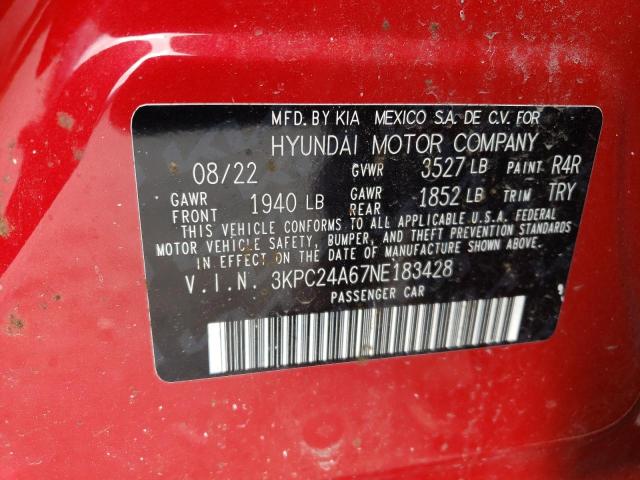 MFD. BY KIA MEXICO S.A. DE C.V. FOR
HYUNDAI MOTOR COMPANY
08/22 GVWR 3527 LB PAINT R4R
GAWR FRONT 1940 LB GAWR REAR 1852 LB TRIM TRY
THIS VEHICLE CONFORMS TO ALL APPLICABLE U.S.A. FEDERAL
MOTOR VEHICLE SAFETY, BUMPER, AND THEFT PREVENTION STANDARDS
IN EFFECT ON THE DATE OF MANUFACTURE SHOWN ABOVE.
V.I.N. 3KPC24A67NE183428
PASSENGER CAR